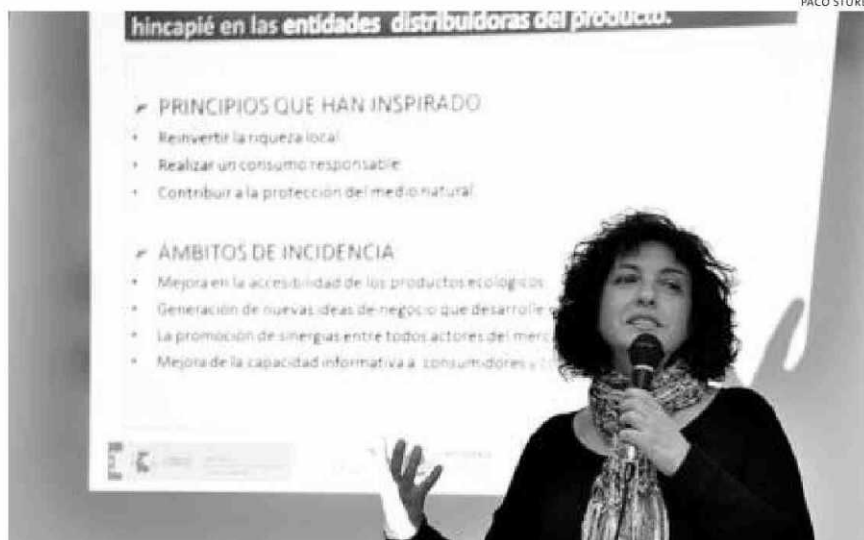 PACO STURL
hincapié en las entidades distribuidoras del producto.
PRINCIPIOS QUE HAN INSPIRADO
• Reinvertir la riqueza local
• Realizar un consumo responsable
• Contribuir a la protección del medio natural
ÁMBITOS DE INCIDENCIA
• Mejora en la accesibilidad de los productos ecológicos
• Generación de nuevas ideas de negocio que desarrolle
• La promoción de sinergias entre todos actores del merc
• Mejora de la capacidad informativa a consumidores y